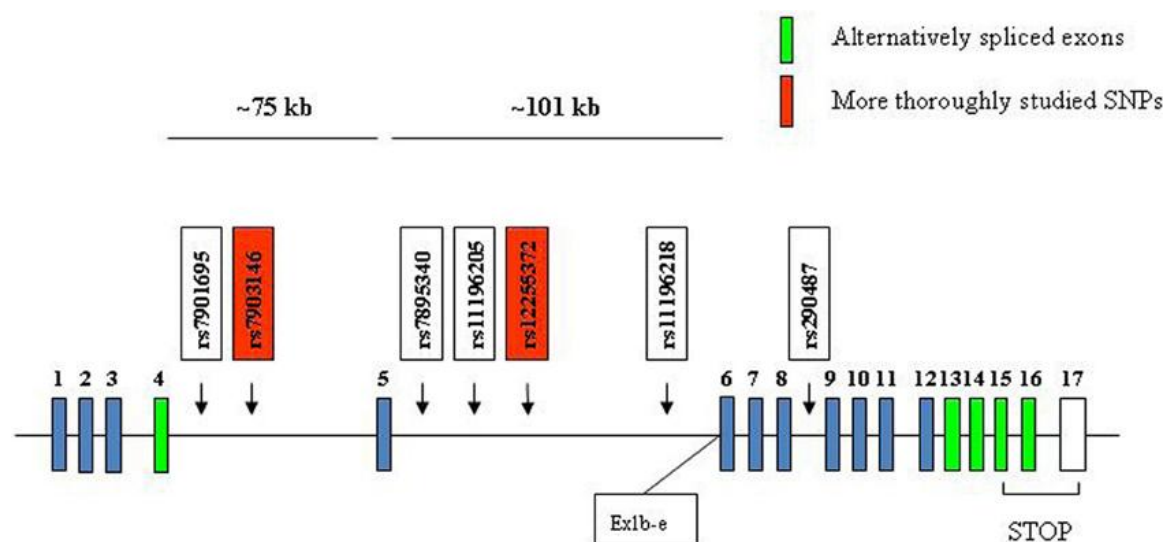 Alternatively spliced exons
More thoroughly studied SNPs
~75 kb
~101 kb
rs7901695
rs7903146
rs7895340
rs11196205
rs12255372
rs11196218
rs290487
1 2 3 4 5 6 7 8 9 10 11 12 13 14 15 16 17
Ex1b-e
STOP